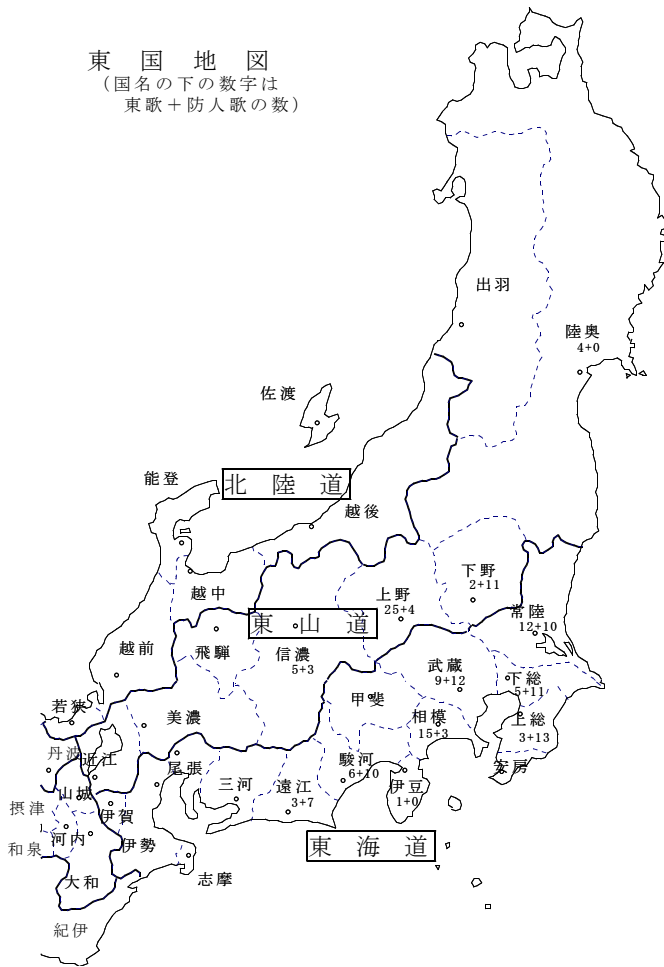 東国地図
（国名の下の数字は
東歌＋防人歌の数）
出羽
陸奥
4+0
佐渡
能登
北陸道
越後
越中
下野
2+11
上野
25+4
常陸
12+10
東山道
越前
飛騨
信濃
5+3
武蔵
9+12
下総
5+11
甲斐
若狭
美濃
相模
15+3
上総
3+13
丹波
近江
尾張
駿河
6+10
安房
山城
三河
遠江
3+7
伊豆
1+0
摂津
伊賀
河内
伊勢
東海道
和泉
大和
志摩
紀伊